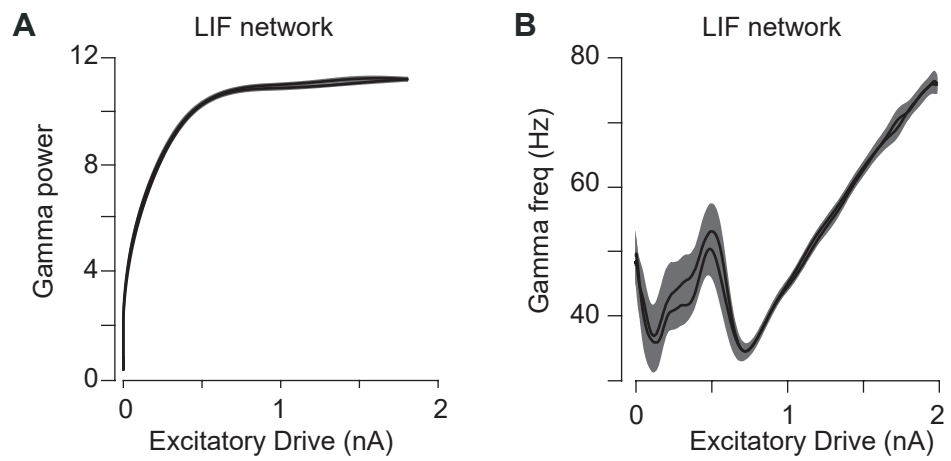 A
LIF network
12
8
4
0
Gamma power
0
1
2
Excitatory Drive (nA)
B
LIF network
80
60
40
Gamma freq (Hz)
0
1
2
Excitatory Drive (nA)